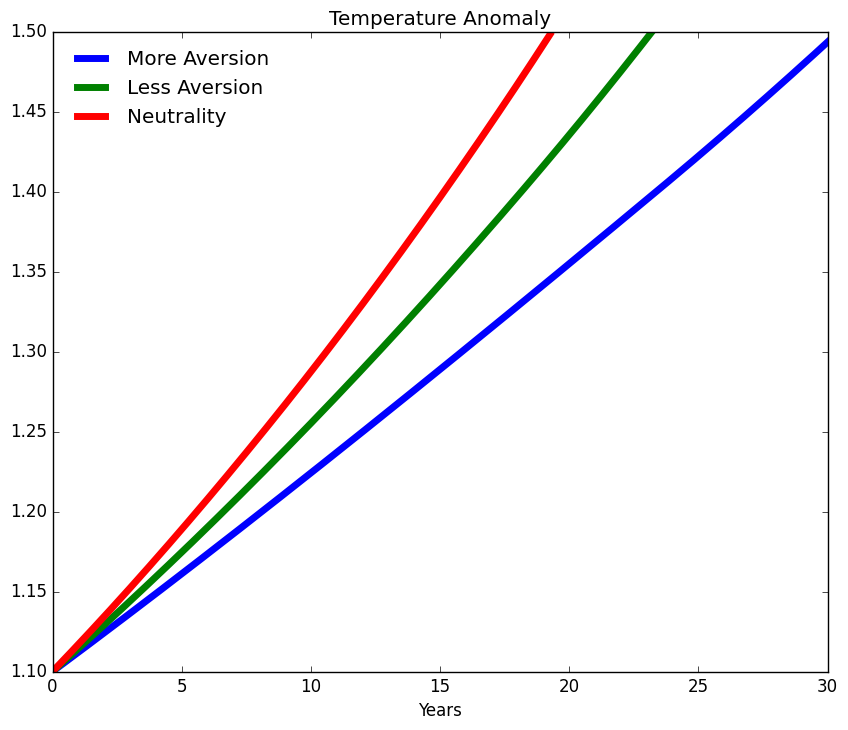 Temperature Anomaly
1.50
1.45
1.40
1.35
1.30
1.25
1.20
1.15
1.10
More Aversion
Less Aversion
Neutrality
0 5 10 15 20 25 30
Years